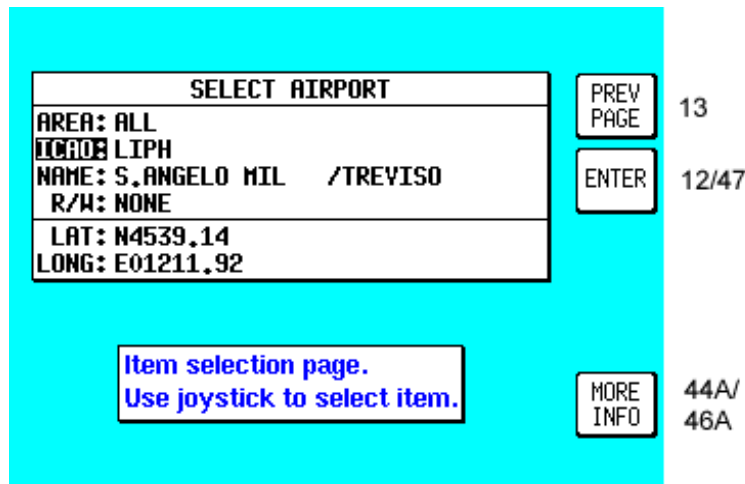 SELECT AIRPORT
AREA: ALL
ICAO: LIPH
NAME: S.ANGELO MIL /TREVISO
R/W: NONE
LAT: N4539.14
LONG: E01211.92
PREV
PAGE
13
ENTER
12/47
Item selection page.
Use joystick to select item.
MORE
INFO
44A/
46A